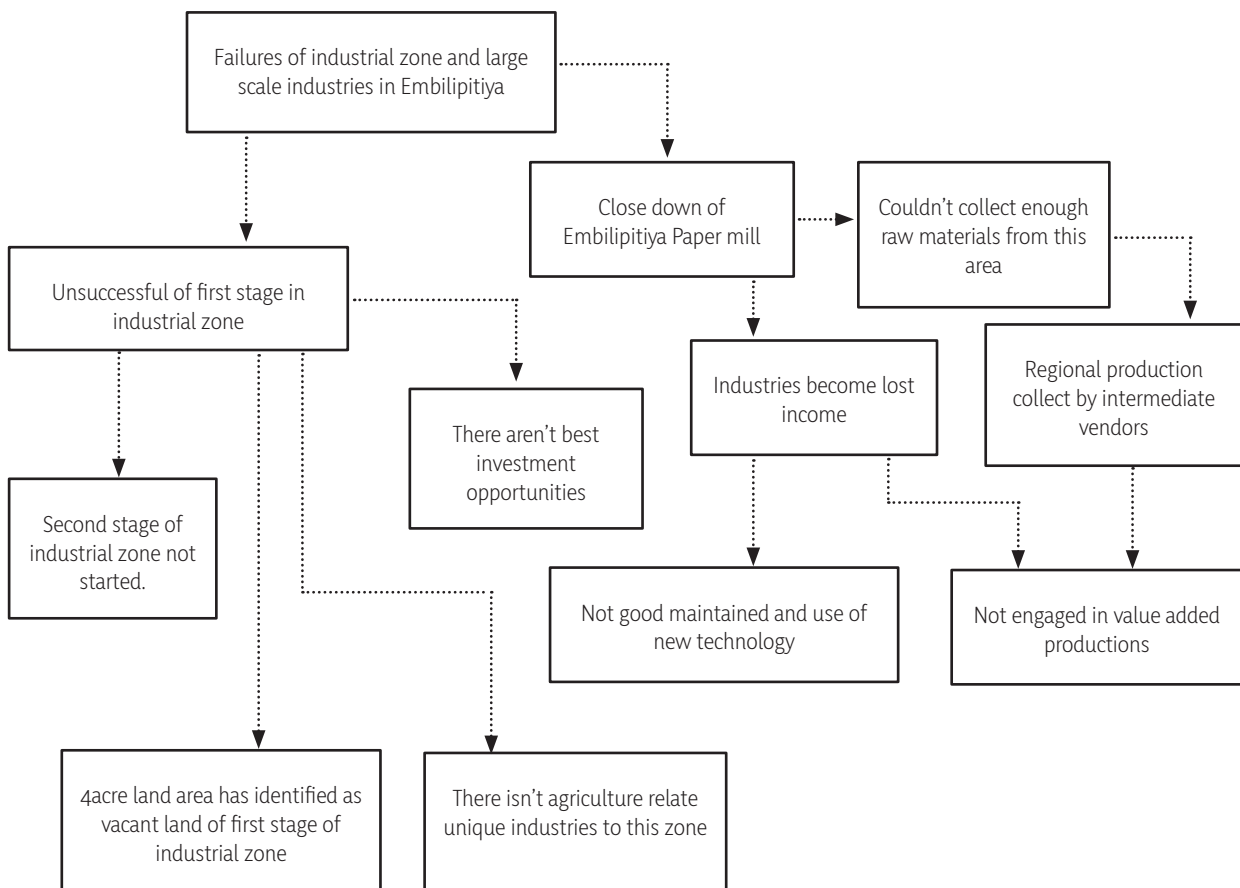 Failures of industrial zone and large
scale industries in Embilipitiya
Close down of
Embilipitiya Paper mill
Couldn't collect enough
raw materials from this
area
Unsuccessful of first stage in
industrial zone
Industries become lost
income
Regional production
collect by intermediate
vendors
There aren't best
investment
opportunities
Second stage of
industrial zone not
started.
Not good maintained and use of
new technology
Not engaged in value added
productions
4acre land area has identified as
vacant land of first stage of
industrial zone
There isn't agriculture relate
unique industries to this zone